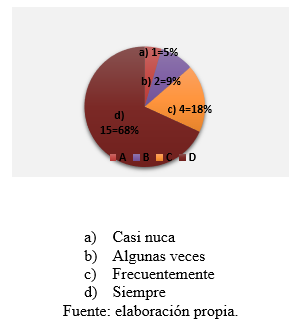 a) 1=5%
b) 2=9%
c) 4=18%
d)
15=68%
A B C D
a) Casi nuca
b) Algunas veces
c) Frecuentemente
d) Siempre
Fuente: elaboración propia.